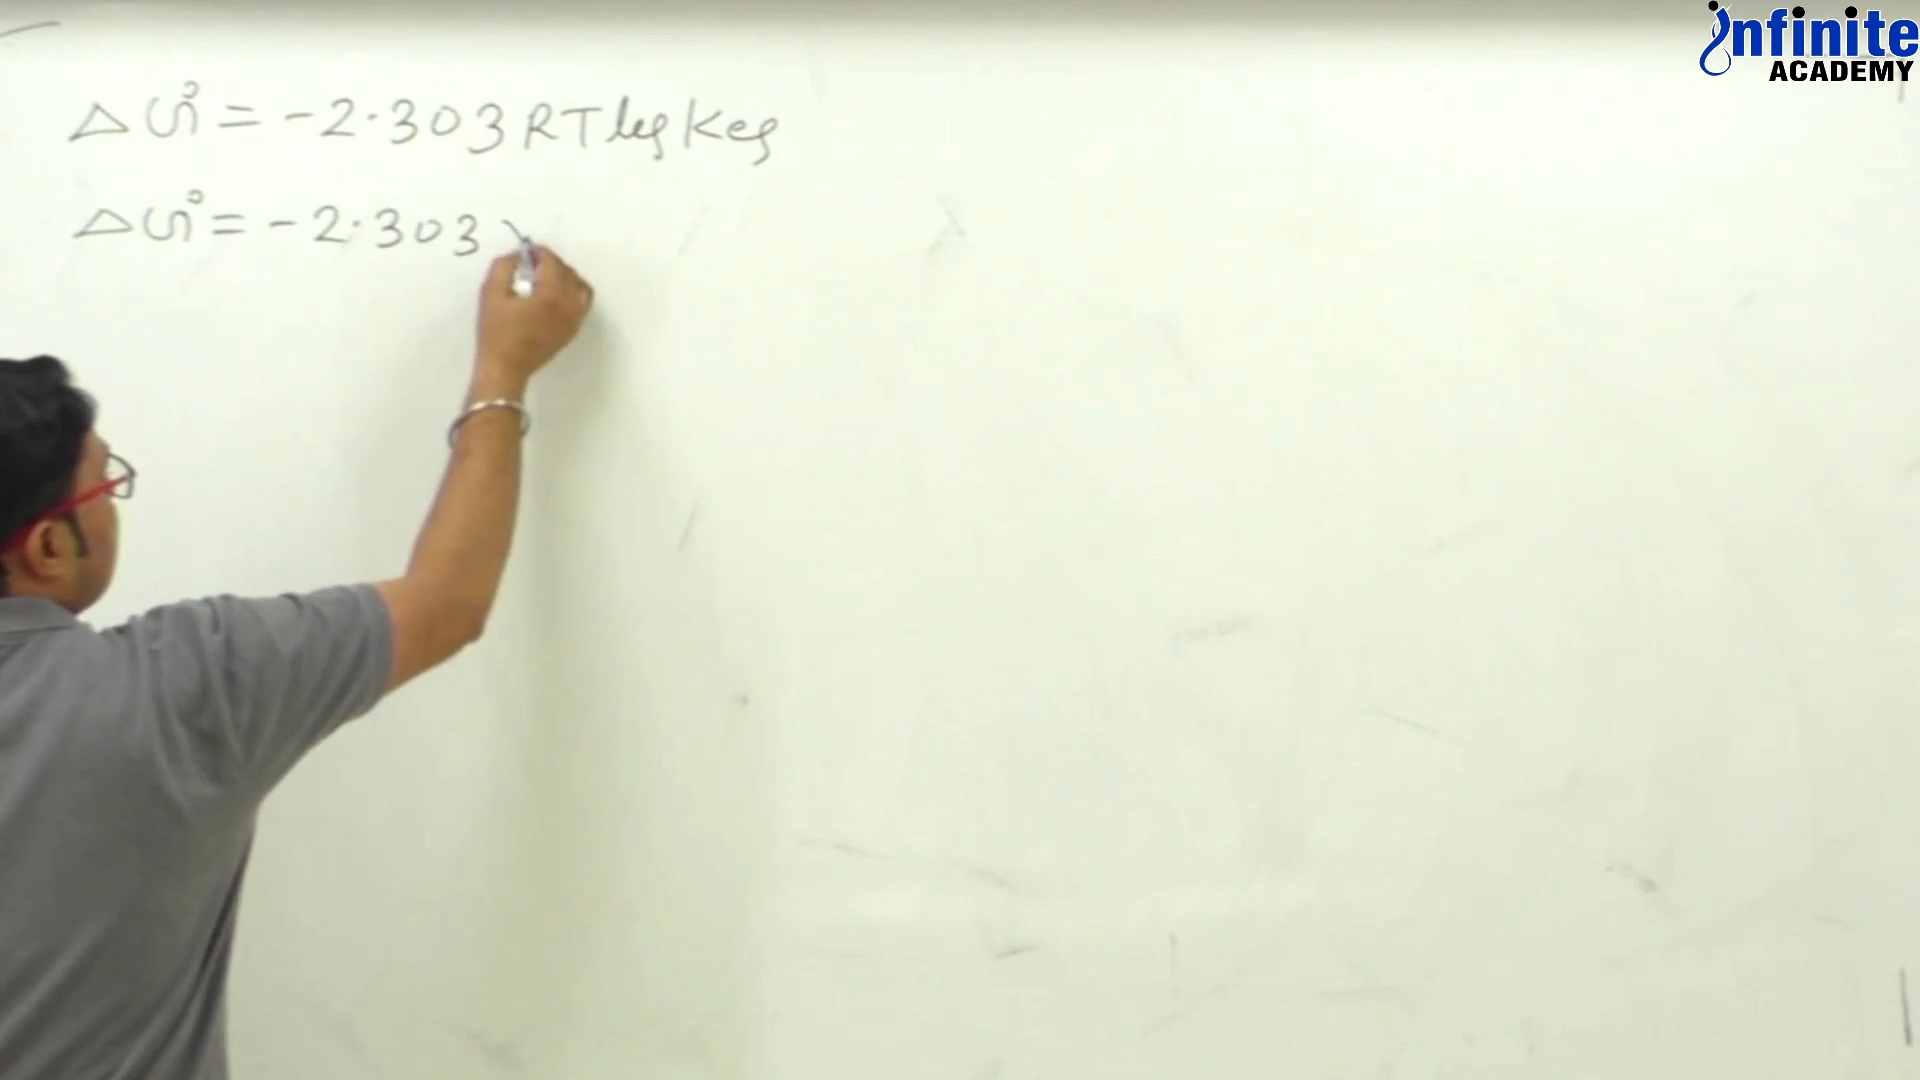 infinite
ACADEMY
ΔG° = -2.303 RT log Keq
ΔG° = -2.303 ×